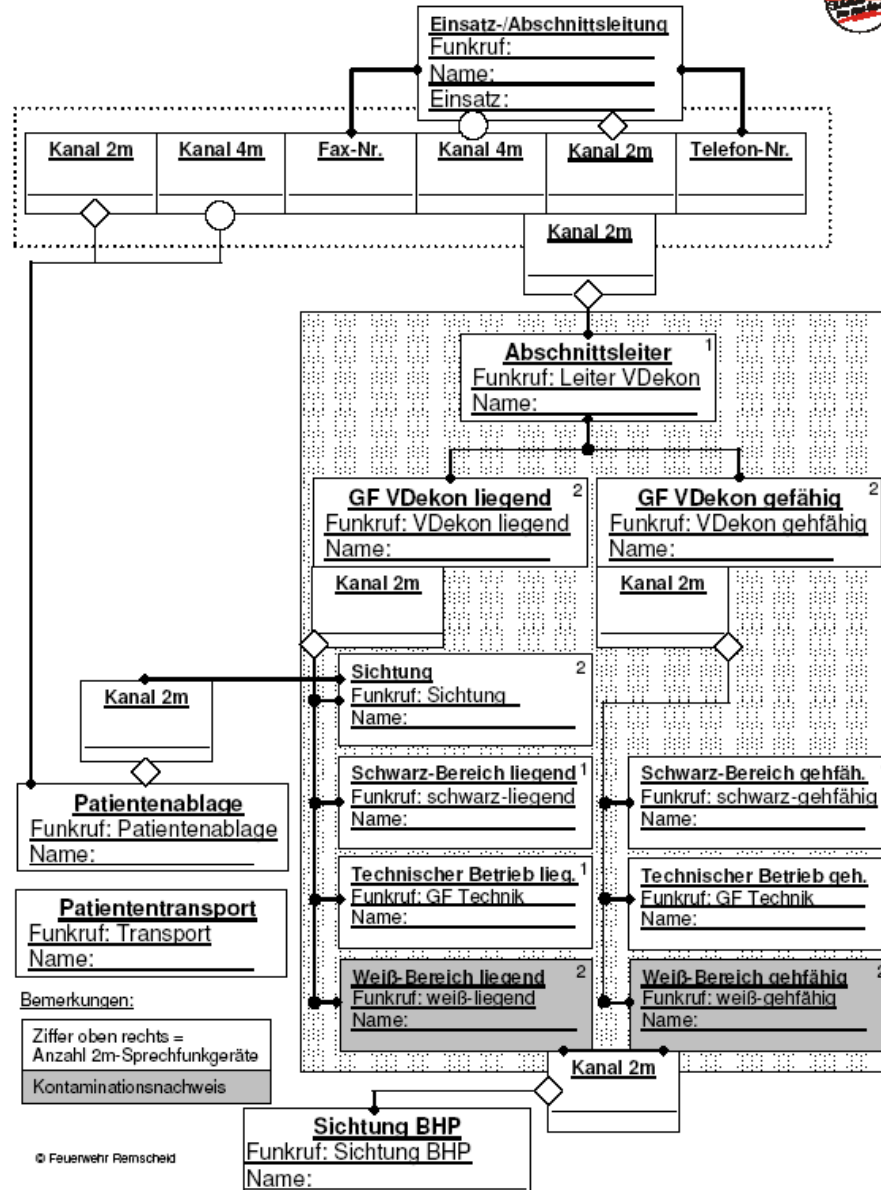 Einsatz-/Abschnittsleitung
Funkruf:
Name:
Einsatz:
Kanal 2m
Kanal 4m
Fax-Nr.
Kanal 4m
Kanal 2m
Telefon-Nr.
Kanal 2m
Abschnittsleiter 1
Funkruf: Leiter VDekon
Name:
GF VDekon liegend 2
Funkruf: VDekon liegend
Name:
GF VDekon gefähig 2
Funkruf: VDekon gehfähig
Name:
Kanal 2m
Kanal 2m
Sichtung 2
Funkruf: Sichtung
Name:
Kanal 2m
Schwarz-Bereich liegend 1
Funkruf: schwarz-liegend
Name:
Schwarz-Bereich gehfäh.
Funkruf: schwarz-gehfähig
Name:
Patientenablage
Funkruf: Patientenablage
Name:
Technischer Betrieb lieg. 1
Funkruf: GF Technik
Name:
Technischer Betrieb geh.
Funkruf: GF Technik
Name:
Patiententransport
Funkruf: Transport
Name:
Weiß-Bereich liegend 2
Funkruf: weiß-liegend
Name:
Weiß-Bereich gehfähig 2
Funkruf: weiß-gehfähig
Name:
Bemerkungen:
Ziffer oben rechts =
Anzahl 2m-Sprechfunkgeräte
Kontaminationsnachweis
Kanal 2m
Sichtung BHP
Funkruf: Sichtung BHP
Name:
© Feuerwehr Remscheid